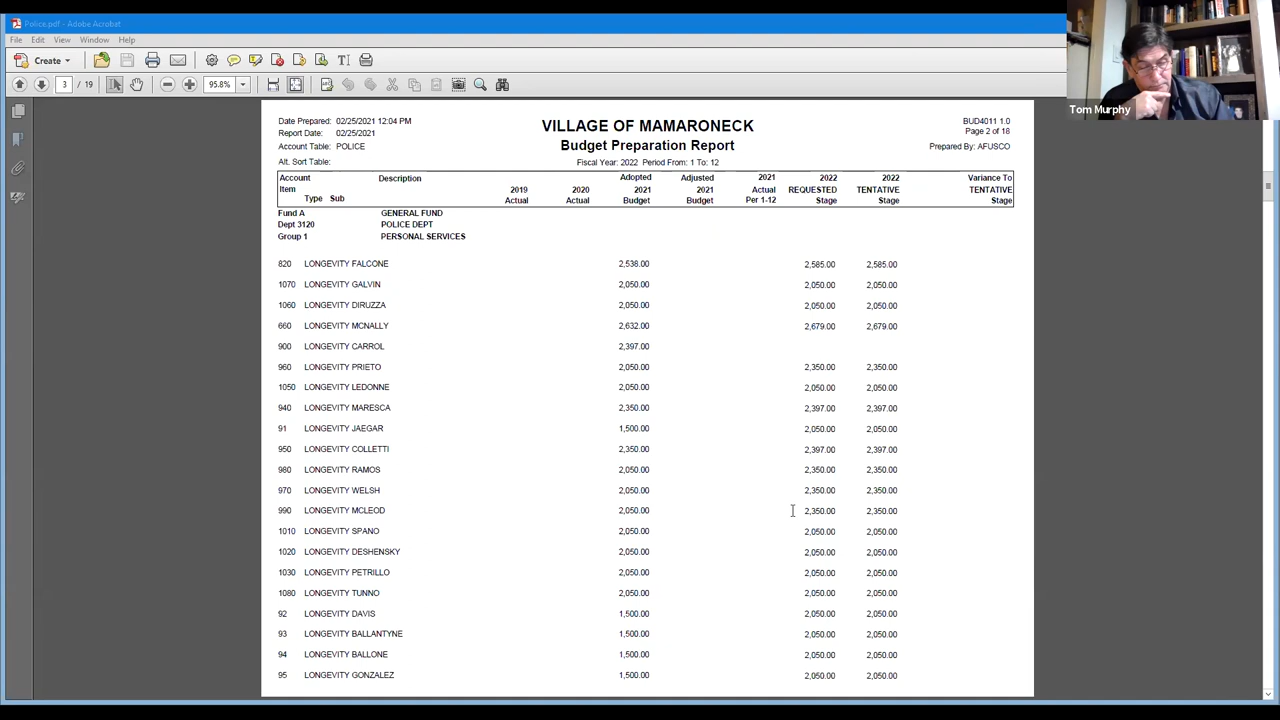 Police.pdf - Adobe Acrobat
File Edit View Window Help
Create
3 / 19 95.8%
Tom Murphy
Date Prepared: 02/25/2021 12:04 PM
Report Date: 02/25/2021
Account Table: POLICE
Alt. Sort Table:
VILLAGE OF MAMARONECK
Budget Preparation Report
Fiscal Year: 2022 Period From: 1 To: 12
BUD4011 1.0
Page 2 of 18
Prepared By: AFUSCO
Account Description Adopted Adjusted 2021 2022 2022 Variance To
Item 2019 2020 2021 2021 Actual REQUESTED TENTATIVE TENTATIVE
Type Sub Actual Actual Budget Budget Per 1-12 Stage Stage Stage
Fund A GENERAL FUND
Dept 3120 POLICE DEPT
Group 1 PERSONAL SERVICES
820 LONGEVITY FALCONE 2,538.00 2,585.00 2,585.00
1070 LONGEVITY GALVIN 2,050.00 2,050.00 2,050.00
1060 LONGEVITY DIRUZZA 2,050.00 2,050.00 2,050.00
660 LONGEVITY MCNALLY 2,632.00 2,679.00 2,679.00
900 LONGEVITY CARROL 2,397.00
960 LONGEVITY PRIETO 2,050.00 2,350.00 2,350.00
1050 LONGEVITY LEDONNE 2,050.00 2,050.00 2,050.00
940 LONGEVITY MARESCA 2,350.00 2,397.00 2,397.00
91 LONGEVITY JAEGAR 1,500.00 2,050.00 2,050.00
950 LONGEVITY COLLETTI 2,350.00 2,397.00 2,397.00
980 LONGEVITY RAMOS 2,050.00 2,350.00 2,350.00
970 LONGEVITY WELSH 2,050.00 2,350.00 2,350.00
990 LONGEVITY MCLEOD 2,050.00 2,350.00 2,350.00
1010 LONGEVITY SPANO 2,050.00 2,050.00 2,050.00
1020 LONGEVITY DESHENSKY 2,050.00 2,050.00 2,050.00
1030 LONGEVITY PETRILLO 2,050.00 2,050.00 2,050.00
1080 LONGEVITY TUNNO 2,050.00 2,050.00 2,050.00
92 LONGEVITY DAVIS 1,500.00 2,050.00 2,050.00
93 LONGEVITY BALLANTYNE 1,500.00 2,050.00 2,050.00
94 LONGEVITY BALLONE 1,500.00 2,050.00 2,050.00
95 LONGEVITY GONZALEZ 1,500.00 2,050.00 2,050.00